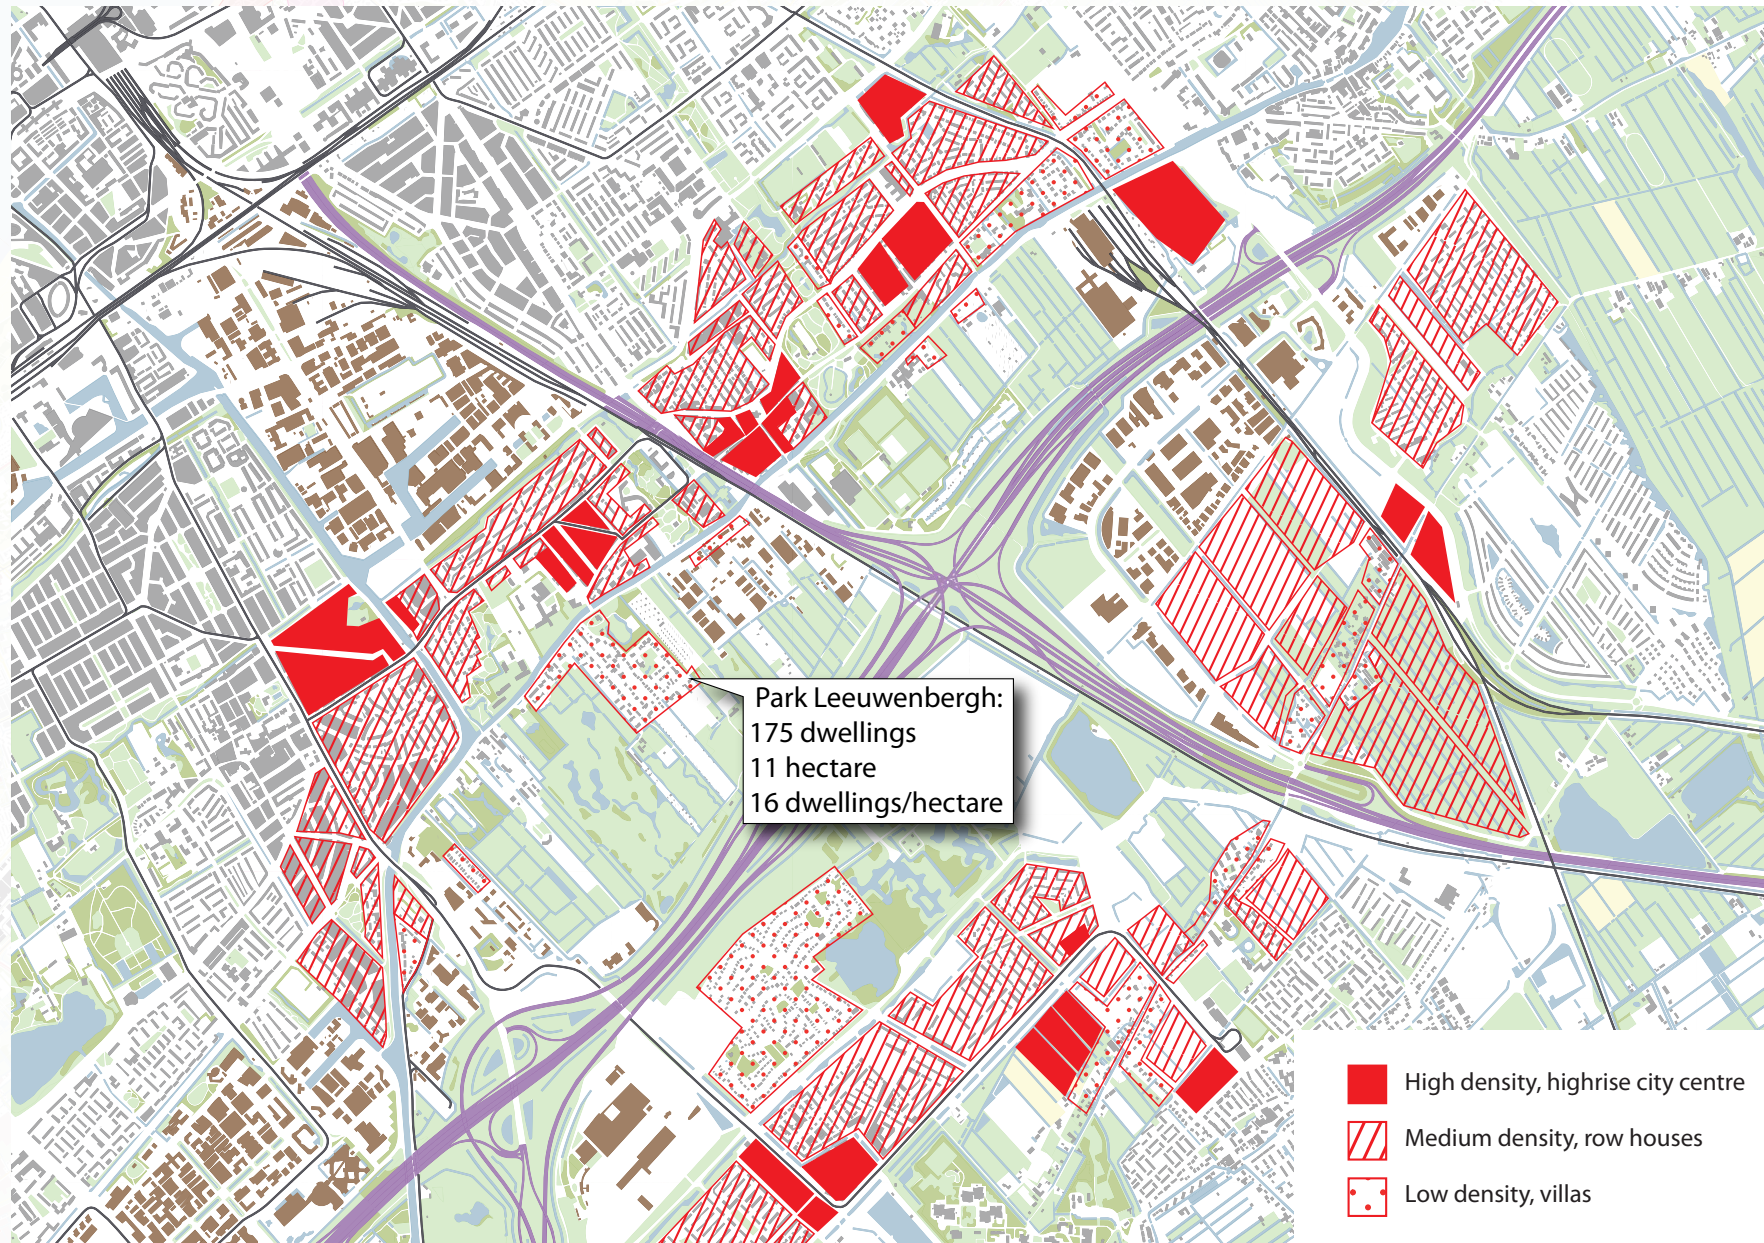 Park Leeuwenbergh:
175 dwellings
11 hectare
16 dwellings/hectare
High density, highrise city centre
Medium density, row houses
Low density, villas